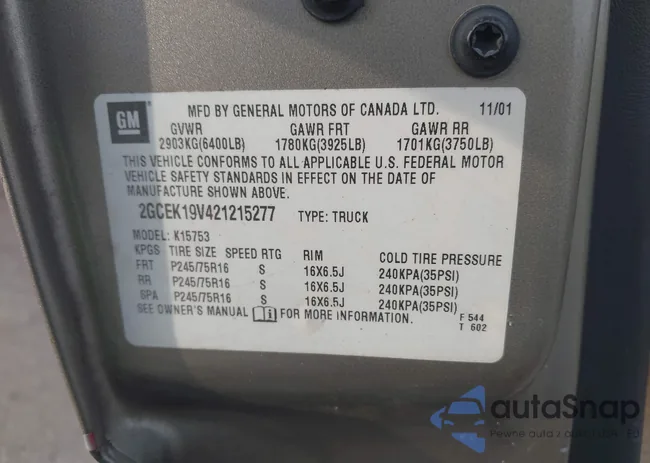 GM
MFD BY GENERAL MOTORS OF CANADA LTD. 11/01
GVWR GAWR FRT GAWR RR
2903KG(6400LB) 1780KG(3925LB) 1701KG(3750LB)
THIS VEHICLE CONFORMS TO ALL APPLICABLE U.S. FEDERAL MOTOR
VEHICLE SAFETY STANDARDS IN EFFECT ON THE DATE OF
MANUFACTURE SHOWN ABOVE.
2GCEK19V421215277 TYPE: TRUCK
MODEL: K15753
KPGS TIRE SIZE SPEED RTG RIM COLD TIRE PRESSURE
FRT P245/75R16 S 16X6.5J 240KPA(35PSI)
RR P245/75R16 S 16X6.5J 240KPA(35PSI)
SPA P245/75R16 S 16X6.5J 240KPA(35PSI)
SEE OWNER'S MANUAL FOR MORE INFORMATION.
F 544
T 602
autaSnap
Pewne auta z